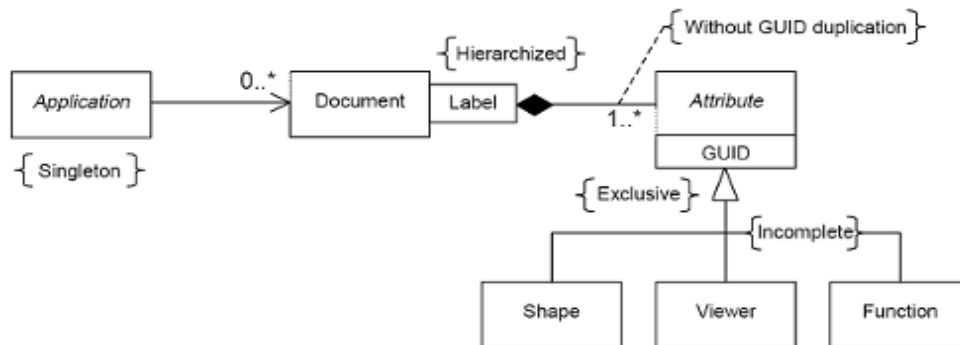 {Without GUID duplication}
{Hierarchized}
0..*
Application
Document
Label
Attribute
1..*
GUID
{Singleton}
{Exclusive}
{Incomplete}
Shape
Viewer
Function